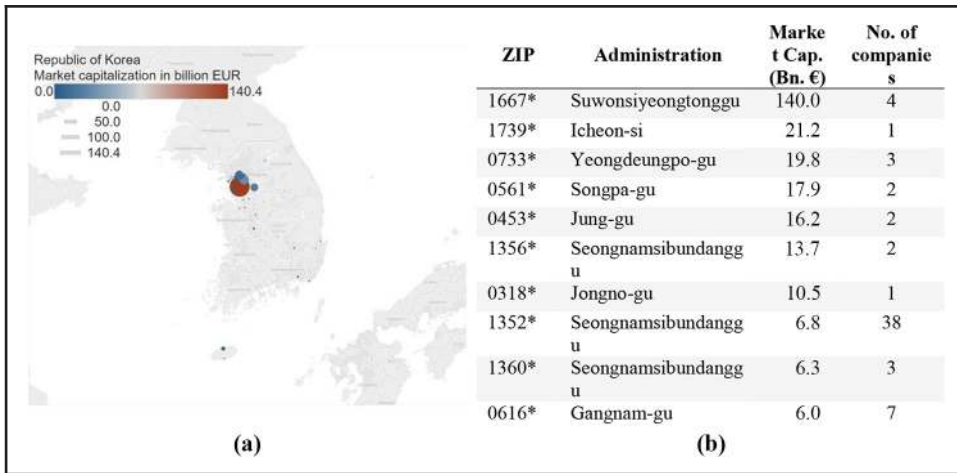 Republic of Korea
Market capitalization in billion EUR
0.0 140.4
0.0
50.0
100.0
140.4
(a)
ZIP Administration Marke
t Cap.
(Bn. €) No. of
companie
s
1667* Suwonsiyeongtonggu 140.0 4
1739* Icheon-si 21.2 1
0733* Yeongdeungpo-gu 19.8 3
0561* Songpa-gu 17.9 2
0453* Jung-gu 16.2 2
1356* Seongnamsibundangg
u 13.7 2
0318* Jongno-gu 10.5 1
1352* Seongnamsibundangg
u 6.8 38
1360* Seongnamsibundangg
u 6.3 3
0616* Gangnam-gu 6.0 7
(b)